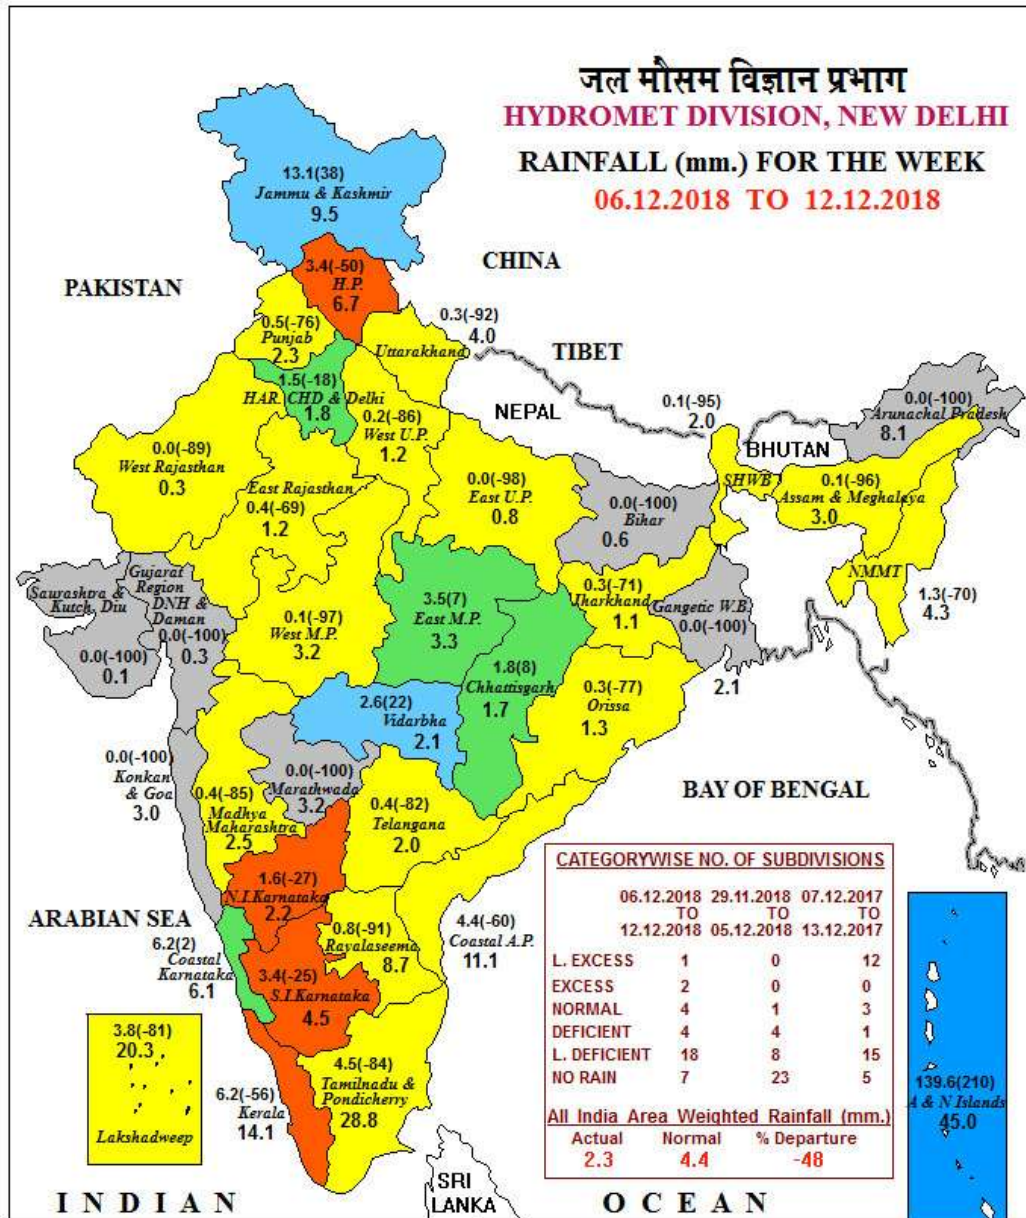 जल मौसम विज्ञान प्रभाग
HYDROMET DIVISION, NEW DELHI
RAINFALL (mm.) FOR THE WEEK
06.12.2018 TO 12.12.2018
13.1(38)
Jammu & Kashmir
9.5
CHINA
PAKISTAN
3.4(-50)
H.P.
6.7
0.5(-76)
Punjab
2.3
Uttarakhand
0.3(-92)
4.0
TIBET
1.5(-18)
HAR. CHD & Delhi
1.8
NEPAL
0.1(-95)
2.0
BHUTAN
SHWB
0.0(-100)
Arunachal Pradesh
8.1
0.2(-86)
West U.P.
1.2
0.0(-89)
West Rajasthan
0.3
East Rajasthan
0.4(-69)
1.2
0.0(-98)
East U.P.
0.8
0.0(-100)
Bihar
0.6
0.1(-96)
Assam & Meghalaya
3.0
NMMT
1.3(-70)
4.3
Saurashtra &
Kutch, Diu
0.0(-100)
0.1
Gujarat
Region
DNH &
Daman
0.0(-100)
0.3
0.1(-97)
West M.P.
3.2
3.5(7)
East M.P.
3.3
0.3(-71)
Jharkhand
1.1
Gangetic W.B.
0.0(-100)
2.1
1.8(8)
Chhattisgarh
1.7
0.3(-77)
Orissa
1.3
2.6(22)
Vidarbha
2.1
0.0(-100)
Konkan
& Goa
3.0
0.4(-85)
Madhya
Maharashtra
2.5
0.0(-100)
Marathwada
3.2
0.4(-82)
Telangana
2.0
BAY OF BENGAL
1.6(-27)
N.I.Karnataka
2.2
ARABIAN SEA
6.2(2)
Coastal
Karnataka
6.1
0.8(-91)
Rayalaseema
8.7
4.4(-60)
Coastal A.P.
11.1
3.4(-25)
S.I.Karnataka
4.5
3.8(-81)
20.3
Lakshadweep
6.2(-56)
Kerala
14.1
4.5(-84)
Tamilnadu &
Pondicherry
28.8
CATEGORYWISE NO. OF SUBDIVISIONS
06.12.2018 29.11.2018 07.12.2017
TO TO TO
12.12.2018 05.12.2018 13.12.2017
L. EXCESS 1 0 12
EXCESS 2 0 0
NORMAL 4 1 3
DEFICIENT 4 4 1
L. DEFICIENT 18 8 15
NO RAIN 7 23 5
All India Area Weighted Rainfall (mm.)
Actual Normal % Departure
2.3 4.4 -48
139.6(210)
A & N Islands
45.0
SRI
LANKA
INDIAN OCEAN